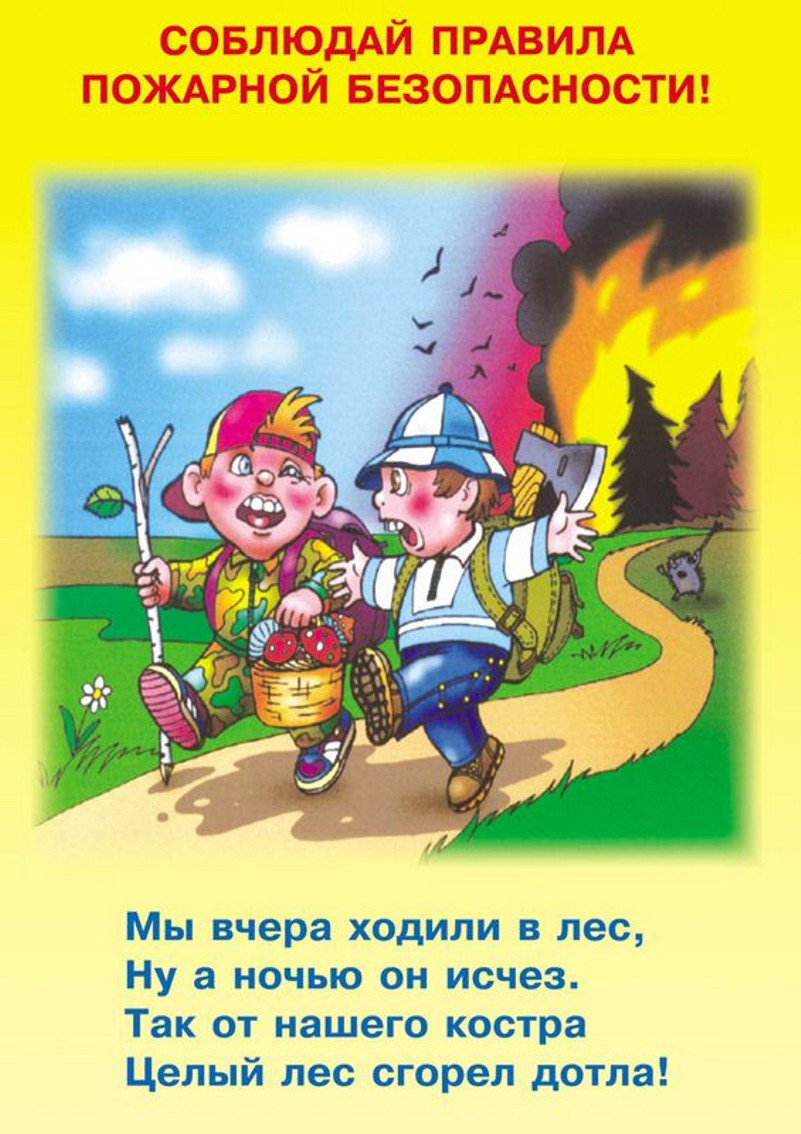 СОБЛЮДАЙ ПРАВИЛА
ПОЖАРНОЙ БЕЗОПАСНОСТИ!
Мы вчера ходили в лес,
Ну а ночью он исчез.
Так от нашего костра
Целый лес сгорел дотла!